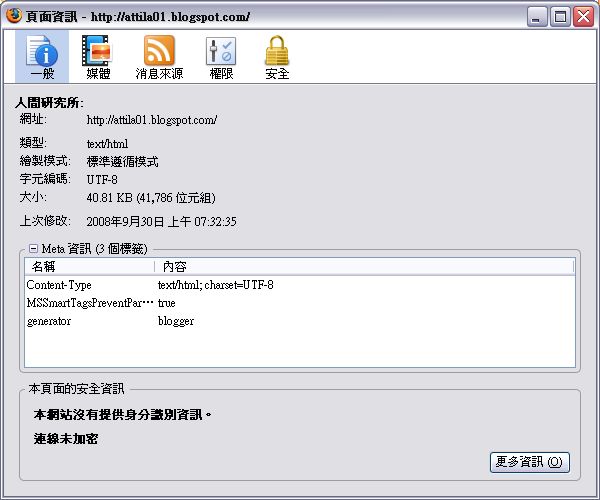 頁面資訊 - http://attila01.blogspot.com/
一般 媒體 消息來源 權限 安全
人間研究所:
網址: http://attila01.blogspot.com/
類型: text/html
繪製模式: 標準遵循模式
字元編碼: UTF-8
大小: 40.81 KB (41,786 位元組)
上次修改: 2008年9月30日 上午 07:32:35
Meta 資訊 (3 個標籤)
名稱 內容
Content-Type text/html; charset=UTF-8
MSSmartTagsPreventPar… true
generator blogger
本頁面的安全資訊
本網站沒有提供身分識別資訊。
連線未加密
更多資訊 (O)